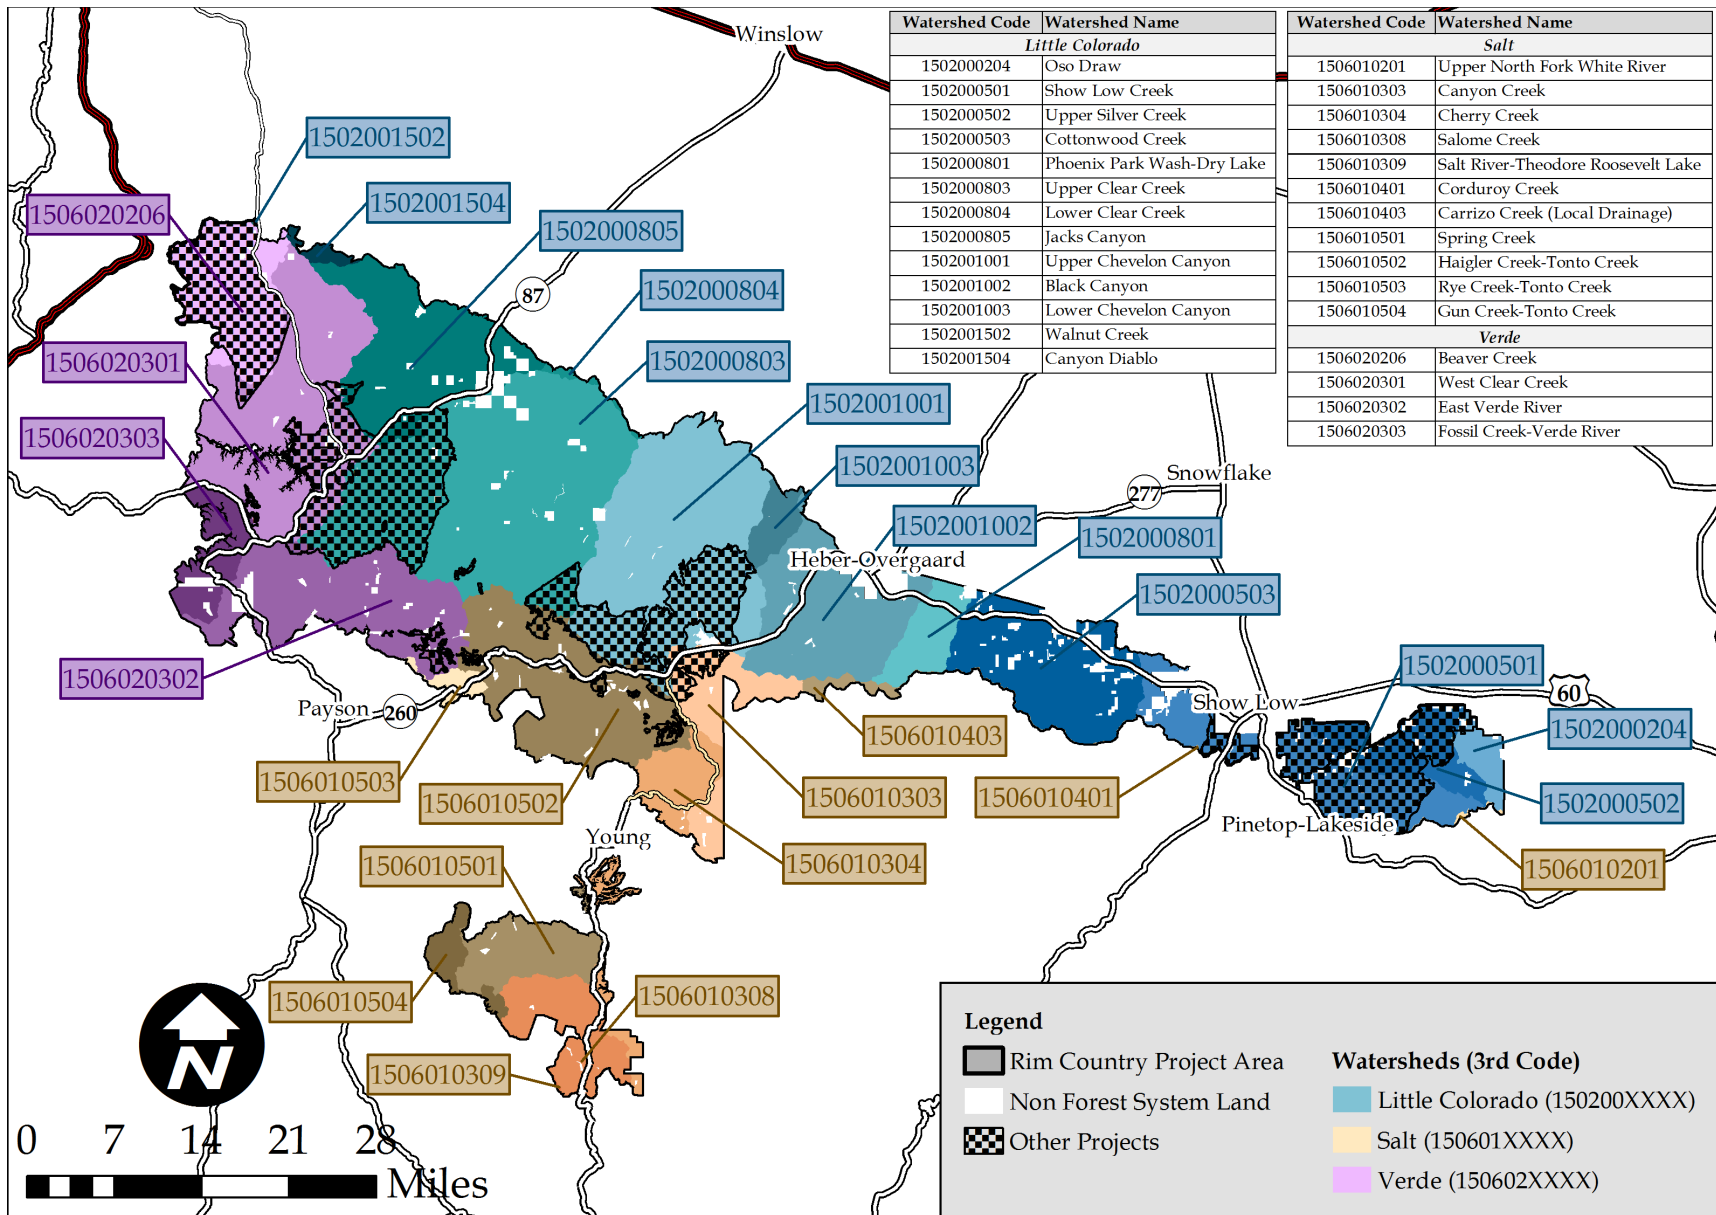 Winslow
Watershed Code Watershed Name
Little Colorado
1502000204 Oso Draw
1502000501 Show Low Creek
1502000502 Upper Silver Creek
1502000503 Cottonwood Creek
1502000801 Phoenix Park Wash-Dry Lake
1502000803 Upper Clear Creek
1502000804 Lower Clear Creek
1502000805 Jacks Canyon
1502001001 Upper Chevelon Canyon
1502001002 Black Canyon
1502001003 Lower Chevelon Canyon
1502001502 Walnut Creek
1502001504 Canyon Diablo
Watershed Code Watershed Name
Salt
1506010201 Upper North Fork White River
1506010303 Canyon Creek
1506010304 Cherry Creek
1506010308 Salome Creek
1506010309 Salt River-Theodore Roosevelt Lake
1506010401 Corduroy Creek
1506010403 Carrizo Creek (Local Drainage)
1506010501 Spring Creek
1506010502 Haigler Creek-Tonto Creek
1506010503 Rye Creek-Tonto Creek
1506010504 Gun Creek-Tonto Creek
Verde
1506020206 Beaver Creek
1506020301 West Clear Creek
1506020302 East Verde River
1506020303 Fossil Creek-Verde River
1502001502
1502001504
1506020206
1502000805
1502000804
87
1506020301
1502000803
1502001001
1506020303
1502001003
Snowflake
277
1502001002
1502000801
Heber-Overgaard
1502000503
1506020302
1502000501
Payson
260
Show Low
60
1502000204
1506010403
1506010503
1506010502
1506010303
1506010401
1502000502
Pinetop-Lakeside
Young
1506010501
1506010304
1506010201
1506010504
1506010308
1506010309
N
0 7 14 21 28
Miles
Legend
Rim Country Project Area
Non Forest System Land
Other Projects
Watersheds (3rd Code)
Little Colorado (150200XXXX)
Salt (150601XXXX)
Verde (150602XXXX)